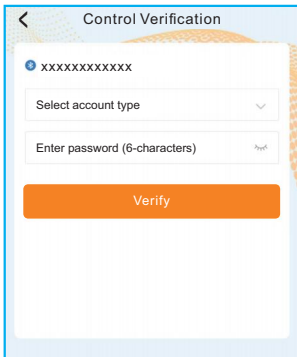 Control Verification
xxxxxxxxxxxx
Select account type
Enter password (6-characters)
Verify